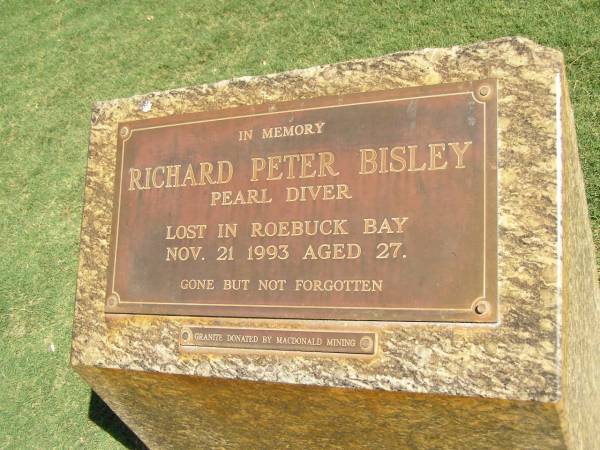 IN MEMORY
RICHARD PETER BISLEY
PEARL DIVER
LOST IN ROEBUCK BAY
NOV. 21 1993 AGED 27.
GONE BUT NOT FORGOTTEN
GRANITE DONATED BY MACDONALD MINING